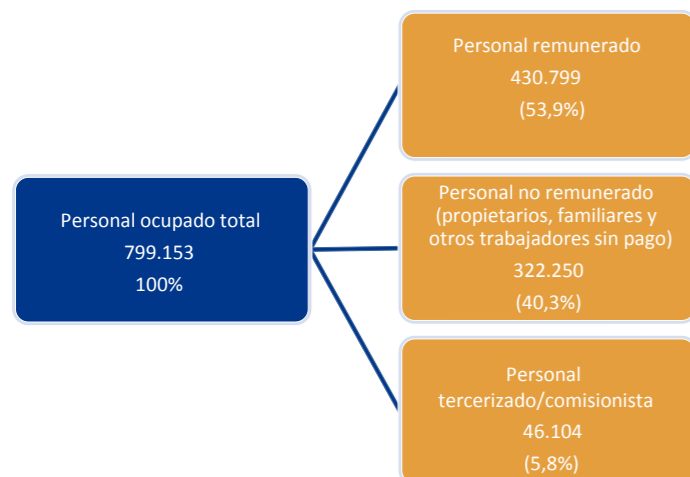 Personal ocupado total
799.153
100%
Personal remunerado
430.799
(53,9%)
Personal no remunerado
(propietarios, familiares y
otros trabajadores sin pago)
322.250
(40,3%)
Personal
tercerizado/comisionista
46.104
(5,8%)